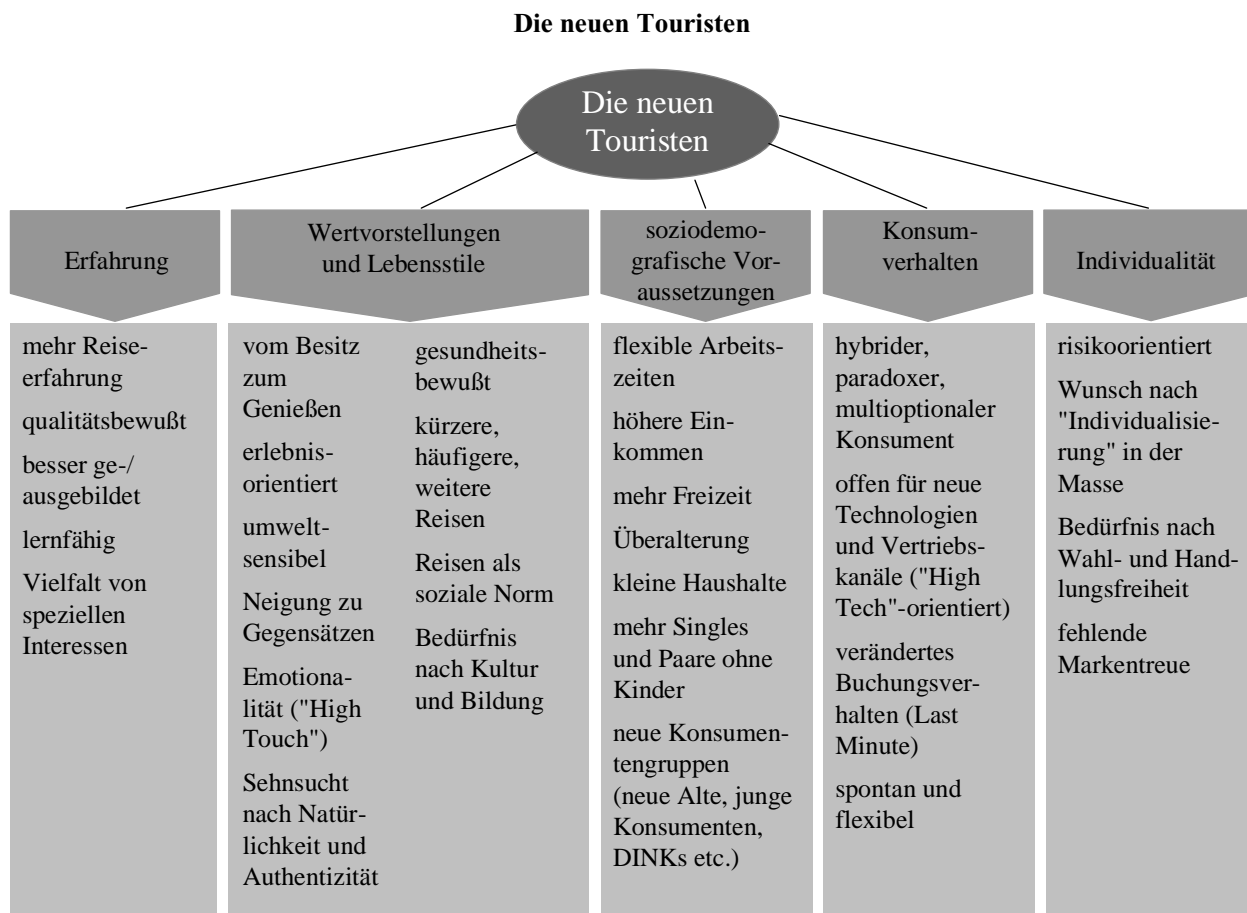 Die neuen Touristen
Die neuen
Touristen
Erfahrung
Wertvorstellungen
und Lebensstile
soziodemo-
grafische Vor-
aussetzungen
Konsum-
verhalten
Individualität
mehr Reise-
erfahrung
qualitätsbewußt
besser ge-/
ausgebildet
lernfähig
Vielfalt von
speziellen
Interessen
vom Besitz
zum
Genießen
erlebnis-
orientiert
umwelt-
sensibel
Neigung zu
Gegensätzen
Emotiona-
lität ("High
Touch")
Sehnsucht
nach Natür-
lichkeit und
Authentizität
gesundheits-
bewußt
kürzere,
häufigere,
weitere
Reisen
Reisen als
soziale Norm
Bedürfnis
nach Kultur
und Bildung
flexible Arbeits-
zeiten
höhere Ein-
kommen
mehr Freizeit
Überalterung
kleine Haushalte
mehr Singles
und Paare ohne
Kinder
neue Konsumen-
tengruppen
(neue Alte, junge
Konsumenten,
DINKs etc.)
hybrider,
paradoxer,
multioptionaler
Konsument
offen für neue
Technologien
und Vertriebs-
kanäle ("High
Tech"-orientiert)
verändertes
Buchungsver-
halten (Last
Minute)
spontan und
flexibel
risikoorientiert
Wunsch nach
"Individualisie-
rung" in der
Masse
Bedürfnis nach
Wahl- und Hand-
lungsfreiheit
fehlende
Markentreue